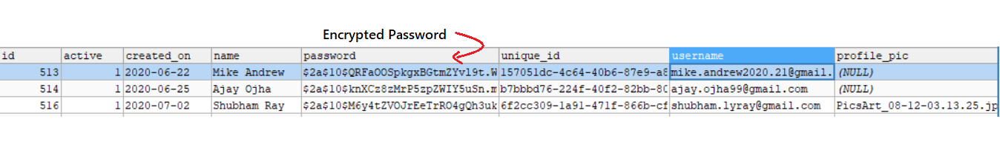 Encrypted Password
id active created_on name password unique_id username profile_pic
513 1 2020-06-22 Mike Andrew $2a$10$QRFaOOSpkgxBGtmZYvl9t.W 157051dc-4c64-40b6-87e9-a8 mike.andrew2020.21@gmail. (NULL)
514 1 2020-06-25 Ajay Ojha $2a$10$knXCz8zMrP5zpZWIY5uSn.m b7bbbd76-224f-40f2-82bb-80 ajay.ojha99@gmail.com (NULL)
516 1 2020-07-02 Shubham Ray $2a$10$M6y4tZVOJrEeTrRO4gQh3uk 6f2cc309-1a91-471f-866b-cf shubham.lyray@gmail.com PicsArt_08-12-03.13.25.jp